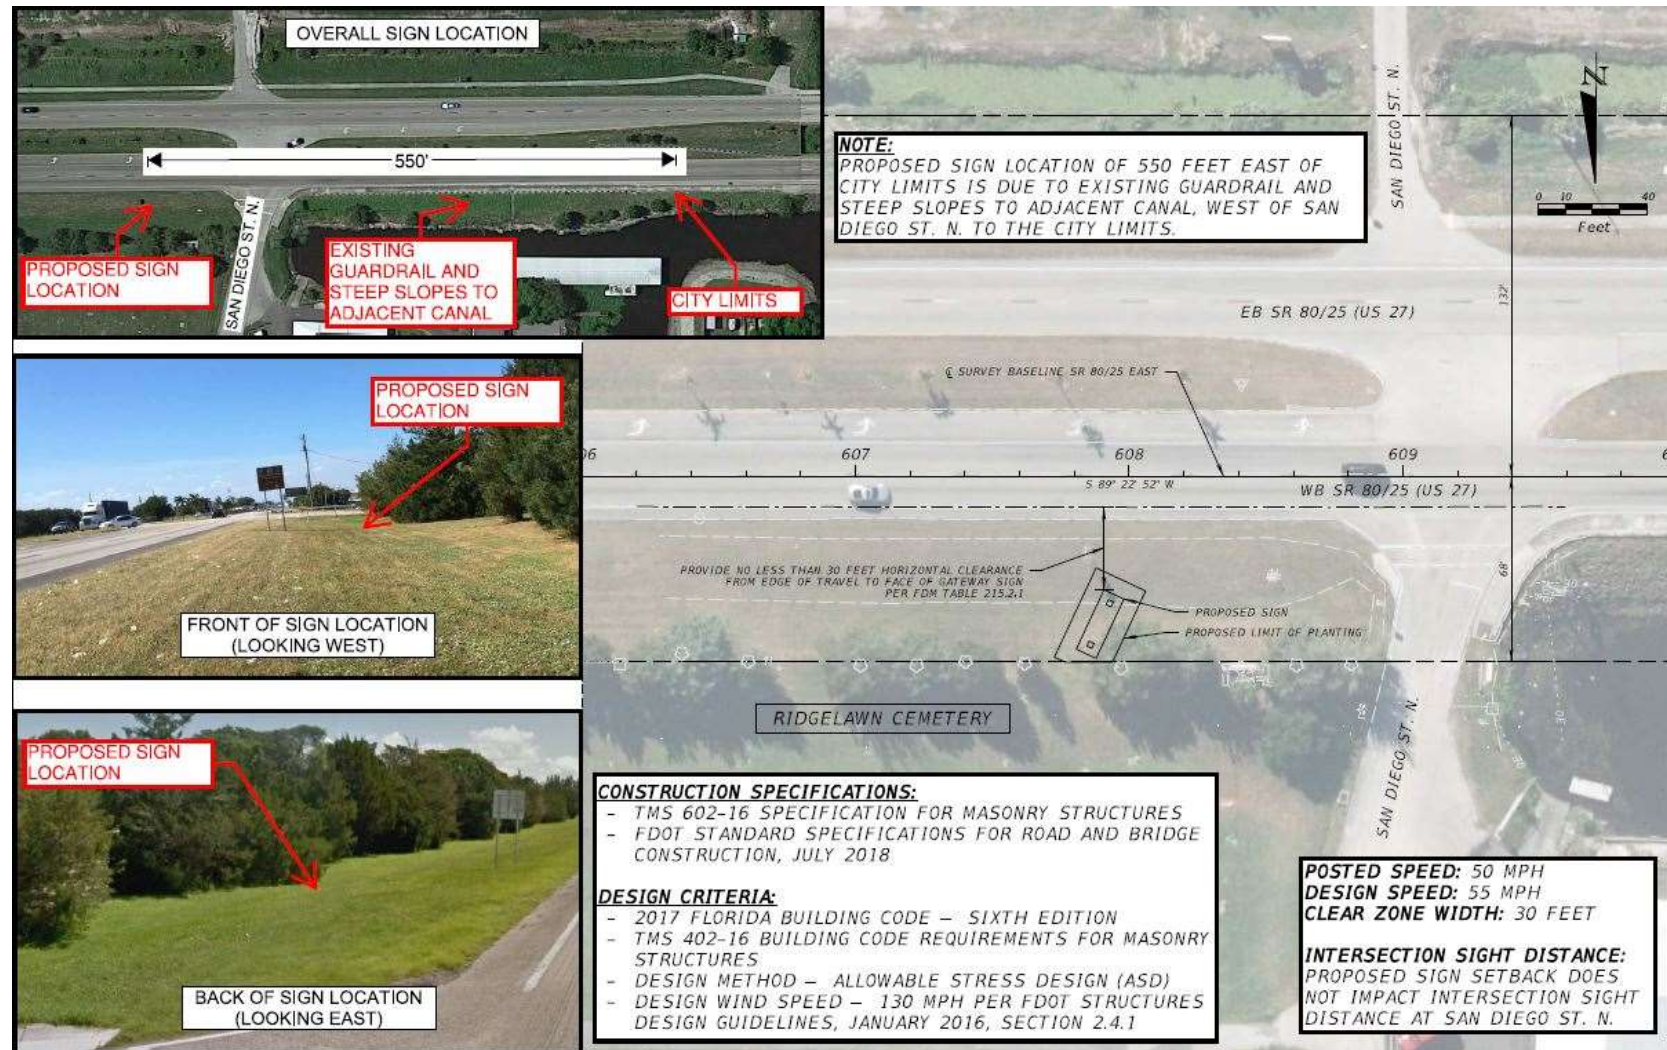 OVERALL SIGN LOCATION
550'
PROPOSED SIGN
LOCATION
SAN DIEGO ST. N.
EXISTING
GUARDRAIL AND
STEEP SLOPES TO
ADJACENT CANAL
CITY LIMITS
PROPOSED SIGN
LOCATION
FRONT OF SIGN LOCATION
(LOOKING WEST)
PROPOSED SIGN
LOCATION
BACK OF SIGN LOCATION
(LOOKING EAST)
NOTE:
PROPOSED SIGN LOCATION OF 550 FEET EAST OF
CITY LIMITS IS DUE TO EXISTING GUARDRAIL AND
STEEP SLOPES TO ADJACENT CANAL, WEST OF SAN
DIEGO ST. N. TO THE CITY LIMITS.
SAN DIEGO ST. N.
N
0 10 40
Feet
132'
EB SR 80/25 (US 27)
℄ SURVEY BASELINE SR 80/25 EAST
607 608 609
S 89° 22' 52" W
WB SR 80/25 (US 27)
68'
PROVIDE NO LESS THAN 30 FEET HORIZONTAL CLEARANCE
FROM EDGE OF TRAVEL TO FACE OF GATEWAY SIGN
PER FDM TABLE 215.2.1
PROPOSED SIGN
PROPOSED LIMIT OF PLANTING
RIDGELAWN CEMETERY
SAN DIEGO ST. N.
CONSTRUCTION SPECIFICATIONS:
- TMS 602-16 SPECIFICATION FOR MASONRY STRUCTURES
- FDOT STANDARD SPECIFICATIONS FOR ROAD AND BRIDGE
CONSTRUCTION, JULY 2018
DESIGN CRITERIA:
- 2017 FLORIDA BUILDING CODE – SIXTH EDITION
- TMS 402-16 BUILDING CODE REQUIREMENTS FOR MASONRY
STRUCTURES
- DESIGN METHOD – ALLOWABLE STRESS DESIGN (ASD)
- DESIGN WIND SPEED – 130 MPH PER FDOT STRUCTURES
DESIGN GUIDELINES, JANUARY 2016, SECTION 2.4.1
POSTED SPEED: 50 MPH
DESIGN SPEED: 55 MPH
CLEAR ZONE WIDTH: 30 FEET
INTERSECTION SIGHT DISTANCE:
PROPOSED SIGN SETBACK DOES
NOT IMPACT INTERSECTION SIGHT
DISTANCE AT SAN DIEGO ST. N.